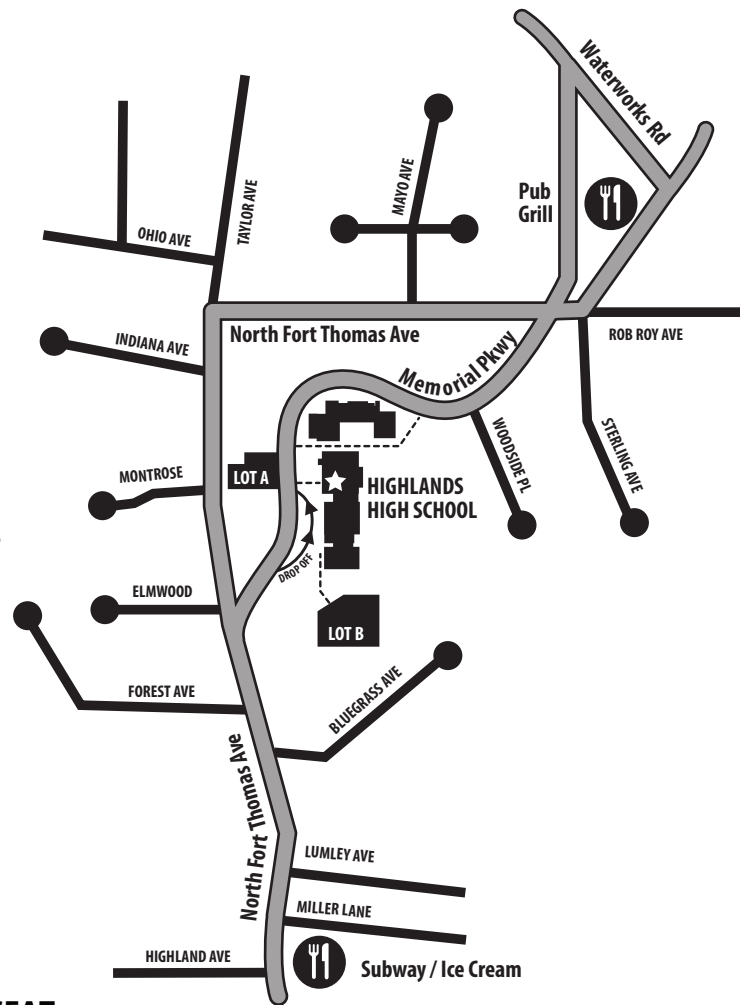 Waterworks Rd
MAYO AVE
Pub
Grill
TAYLOR AVE
OHIO AVE
North Fort Thomas Ave
ROB ROY AVE
INDIANA AVE
Memorial Pkwy
WOODSIDE PL
STERLING AVE
MONTROSE
LOT A
HIGHLANDS
HIGH SCHOOL
DROP OFF
ELMWOOD
LOT B
FOREST AVE
BLUEGRASS AVE
North Fort Thomas Ave
LUMLEY AVE
MILLER LANE
HIGHLAND AVE
Subway / Ice Cream